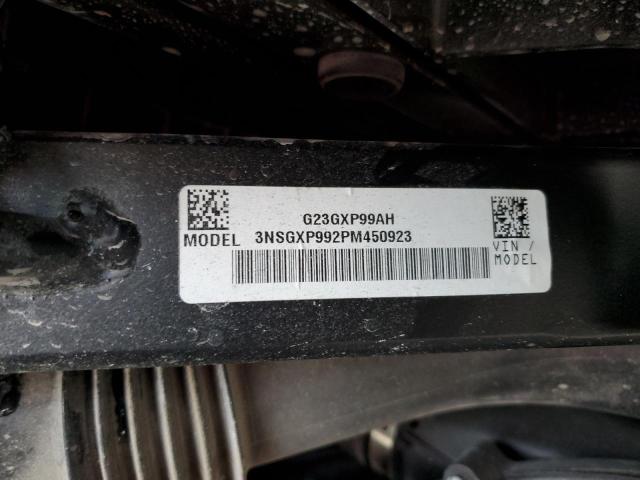 G23GXP99AH
MODEL 3NSGXP992PM450923
VIN /
MODEL